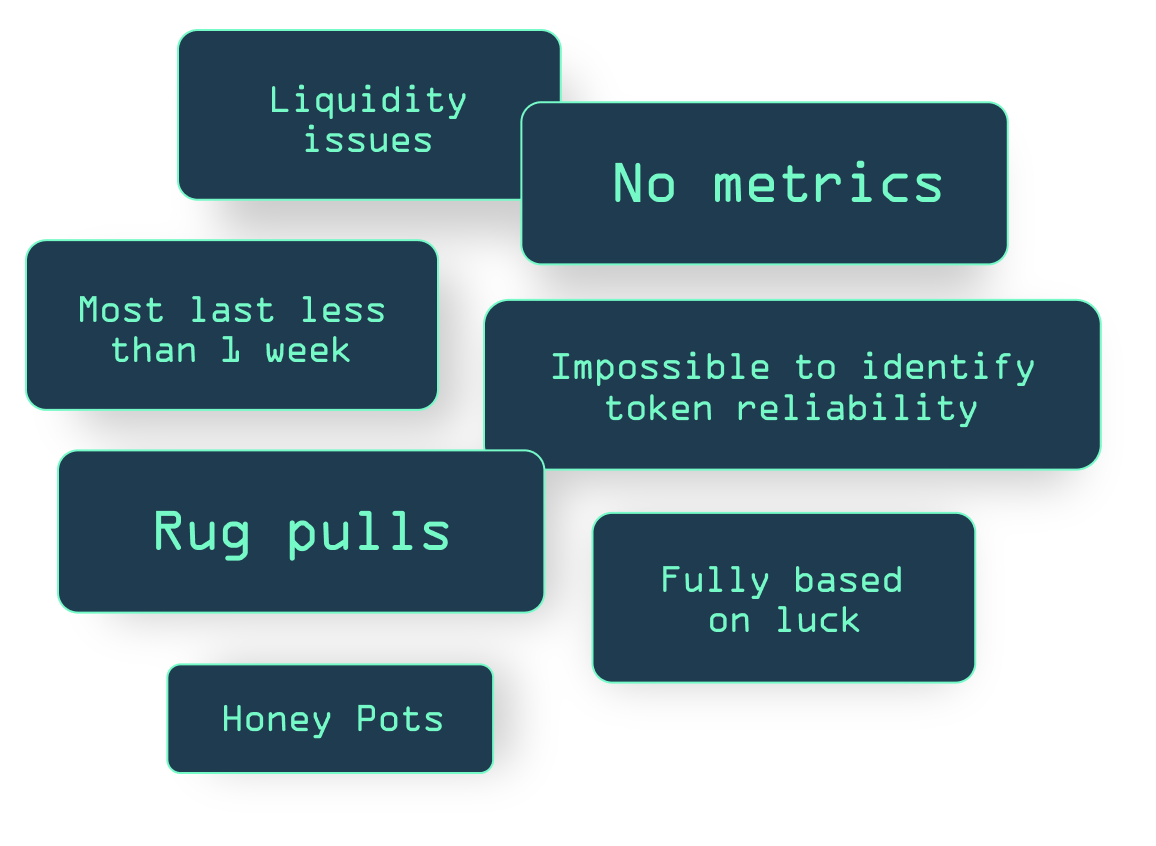 Liquidity
issues
No metrics
Most last less
than 1 week
Impossible to identify
token reliability
Rug pulls
Fully based
on luck
Honey Pots